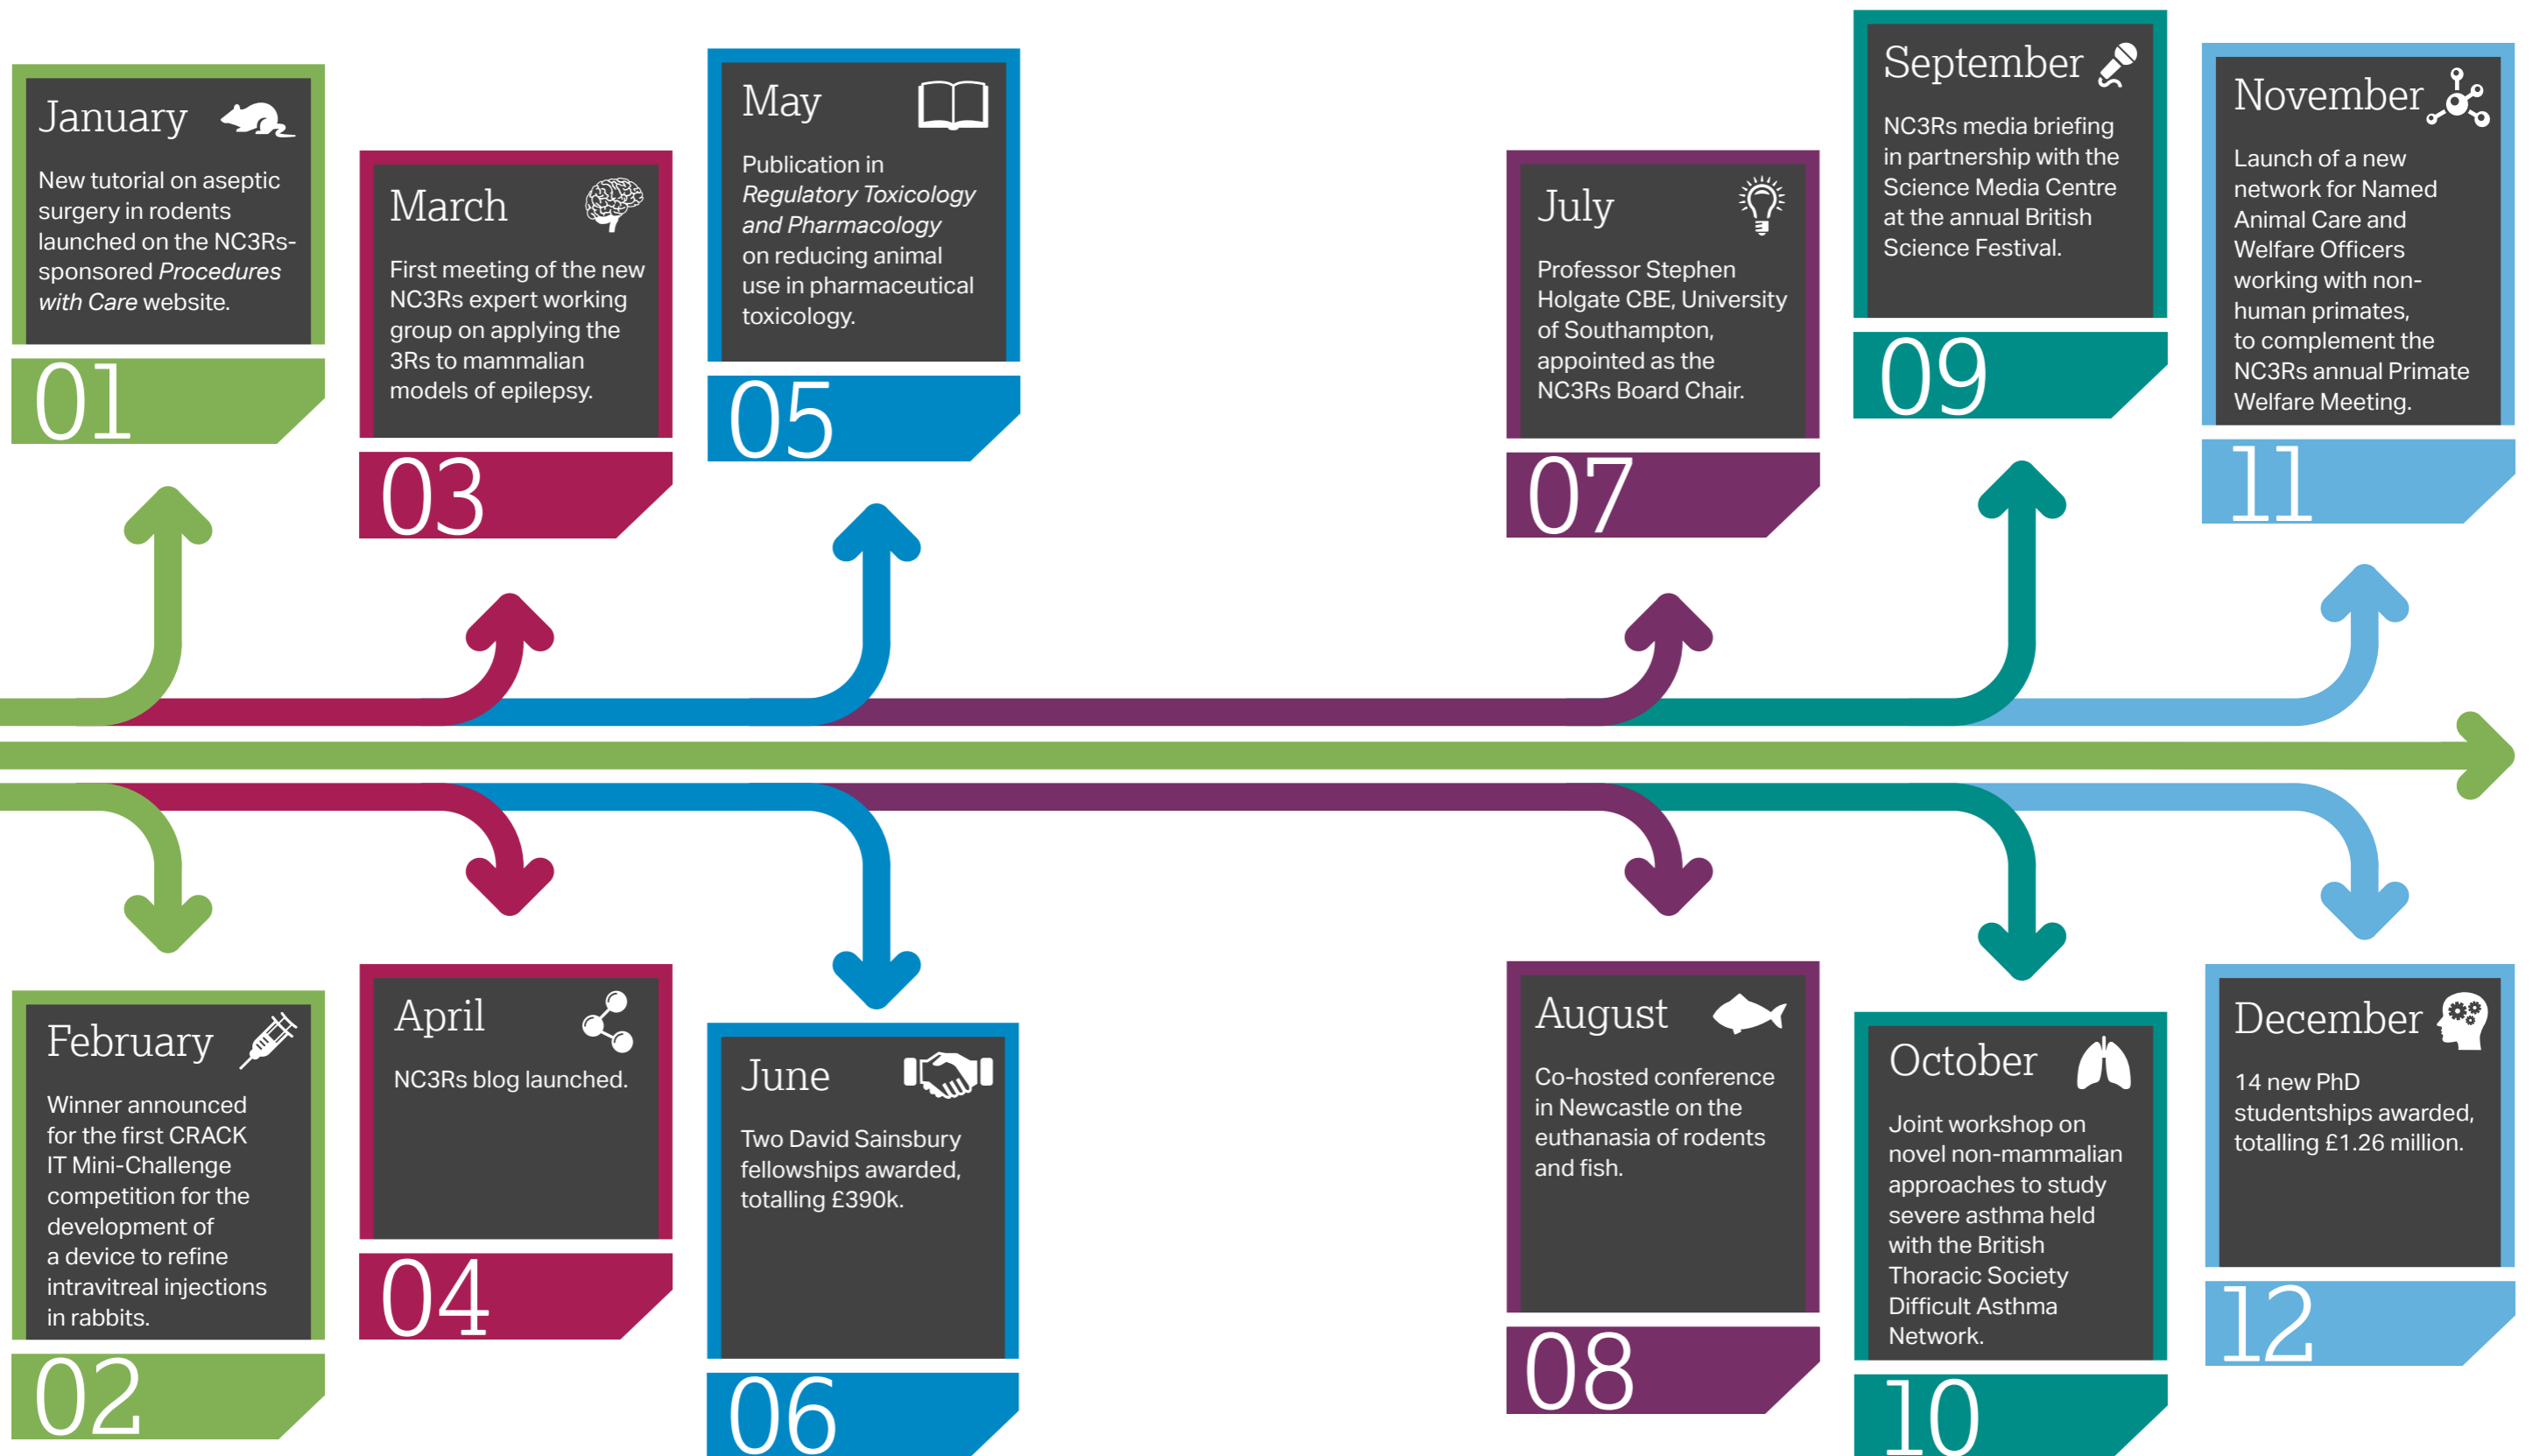 January
New tutorial on aseptic
surgery in rodents
launched on the NC3Rs-
sponsored Procedures
with Care website.
01
February
Winner announced
for the first CRACK
IT Mini-Challenge
competition for the
development of
a device to refine
intravitreal injections
in rabbits.
02
March
First meeting of the new
NC3Rs expert working
group on applying the
3Rs to mammalian
models of epilepsy.
03
April
NC3Rs blog launched.
04
May
Publication in
Regulatory Toxicology
and Pharmacology
on reducing animal
use in pharmaceutical
toxicology.
05
June
Two David Sainsbury
fellowships awarded,
totalling £390k.
06
July
Professor Stephen
Holgate CBE, University
of Southampton,
appointed as the
NC3Rs Board Chair.
07
August
Co-hosted conference
in Newcastle on the
euthanasia of rodents
and fish.
08
September
NC3Rs media briefing
in partnership with the
Science Media Centre
at the annual British
Science Festival.
09
October
Joint workshop on
novel non-mammalian
approaches to study
severe asthma held
with the British
Thoracic Society
Difficult Asthma
Network.
10
November
Launch of a new
network for Named
Animal Care and
Welfare Officers
working with non-
human primates,
to complement the
NC3Rs annual Primate
Welfare Meeting.
11
December
14 new PhD
studentships awarded,
totalling £1.26 million.
12